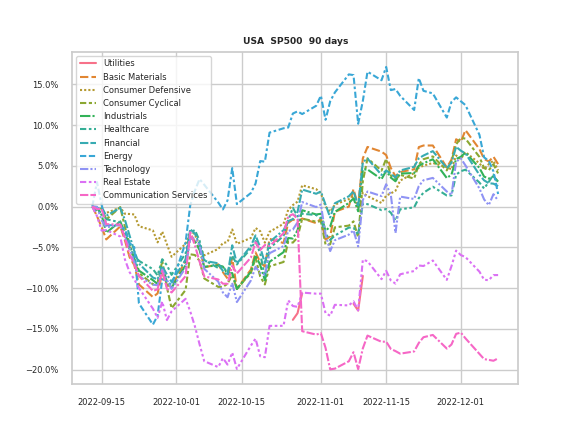 USA SP500 90 days
Utilities
Basic Materials
Consumer Defensive
Consumer Cyclical
Industrials
Healthcare
Financial
Energy
Technology
Real Estate
Communication Services
15.0%
10.0%
5.0%
0.0%
−5.0%
−10.0%
−15.0%
−20.0%
2022-09-15 2022-10-01 2022-10-15 2022-11-01 2022-11-15 2022-12-01